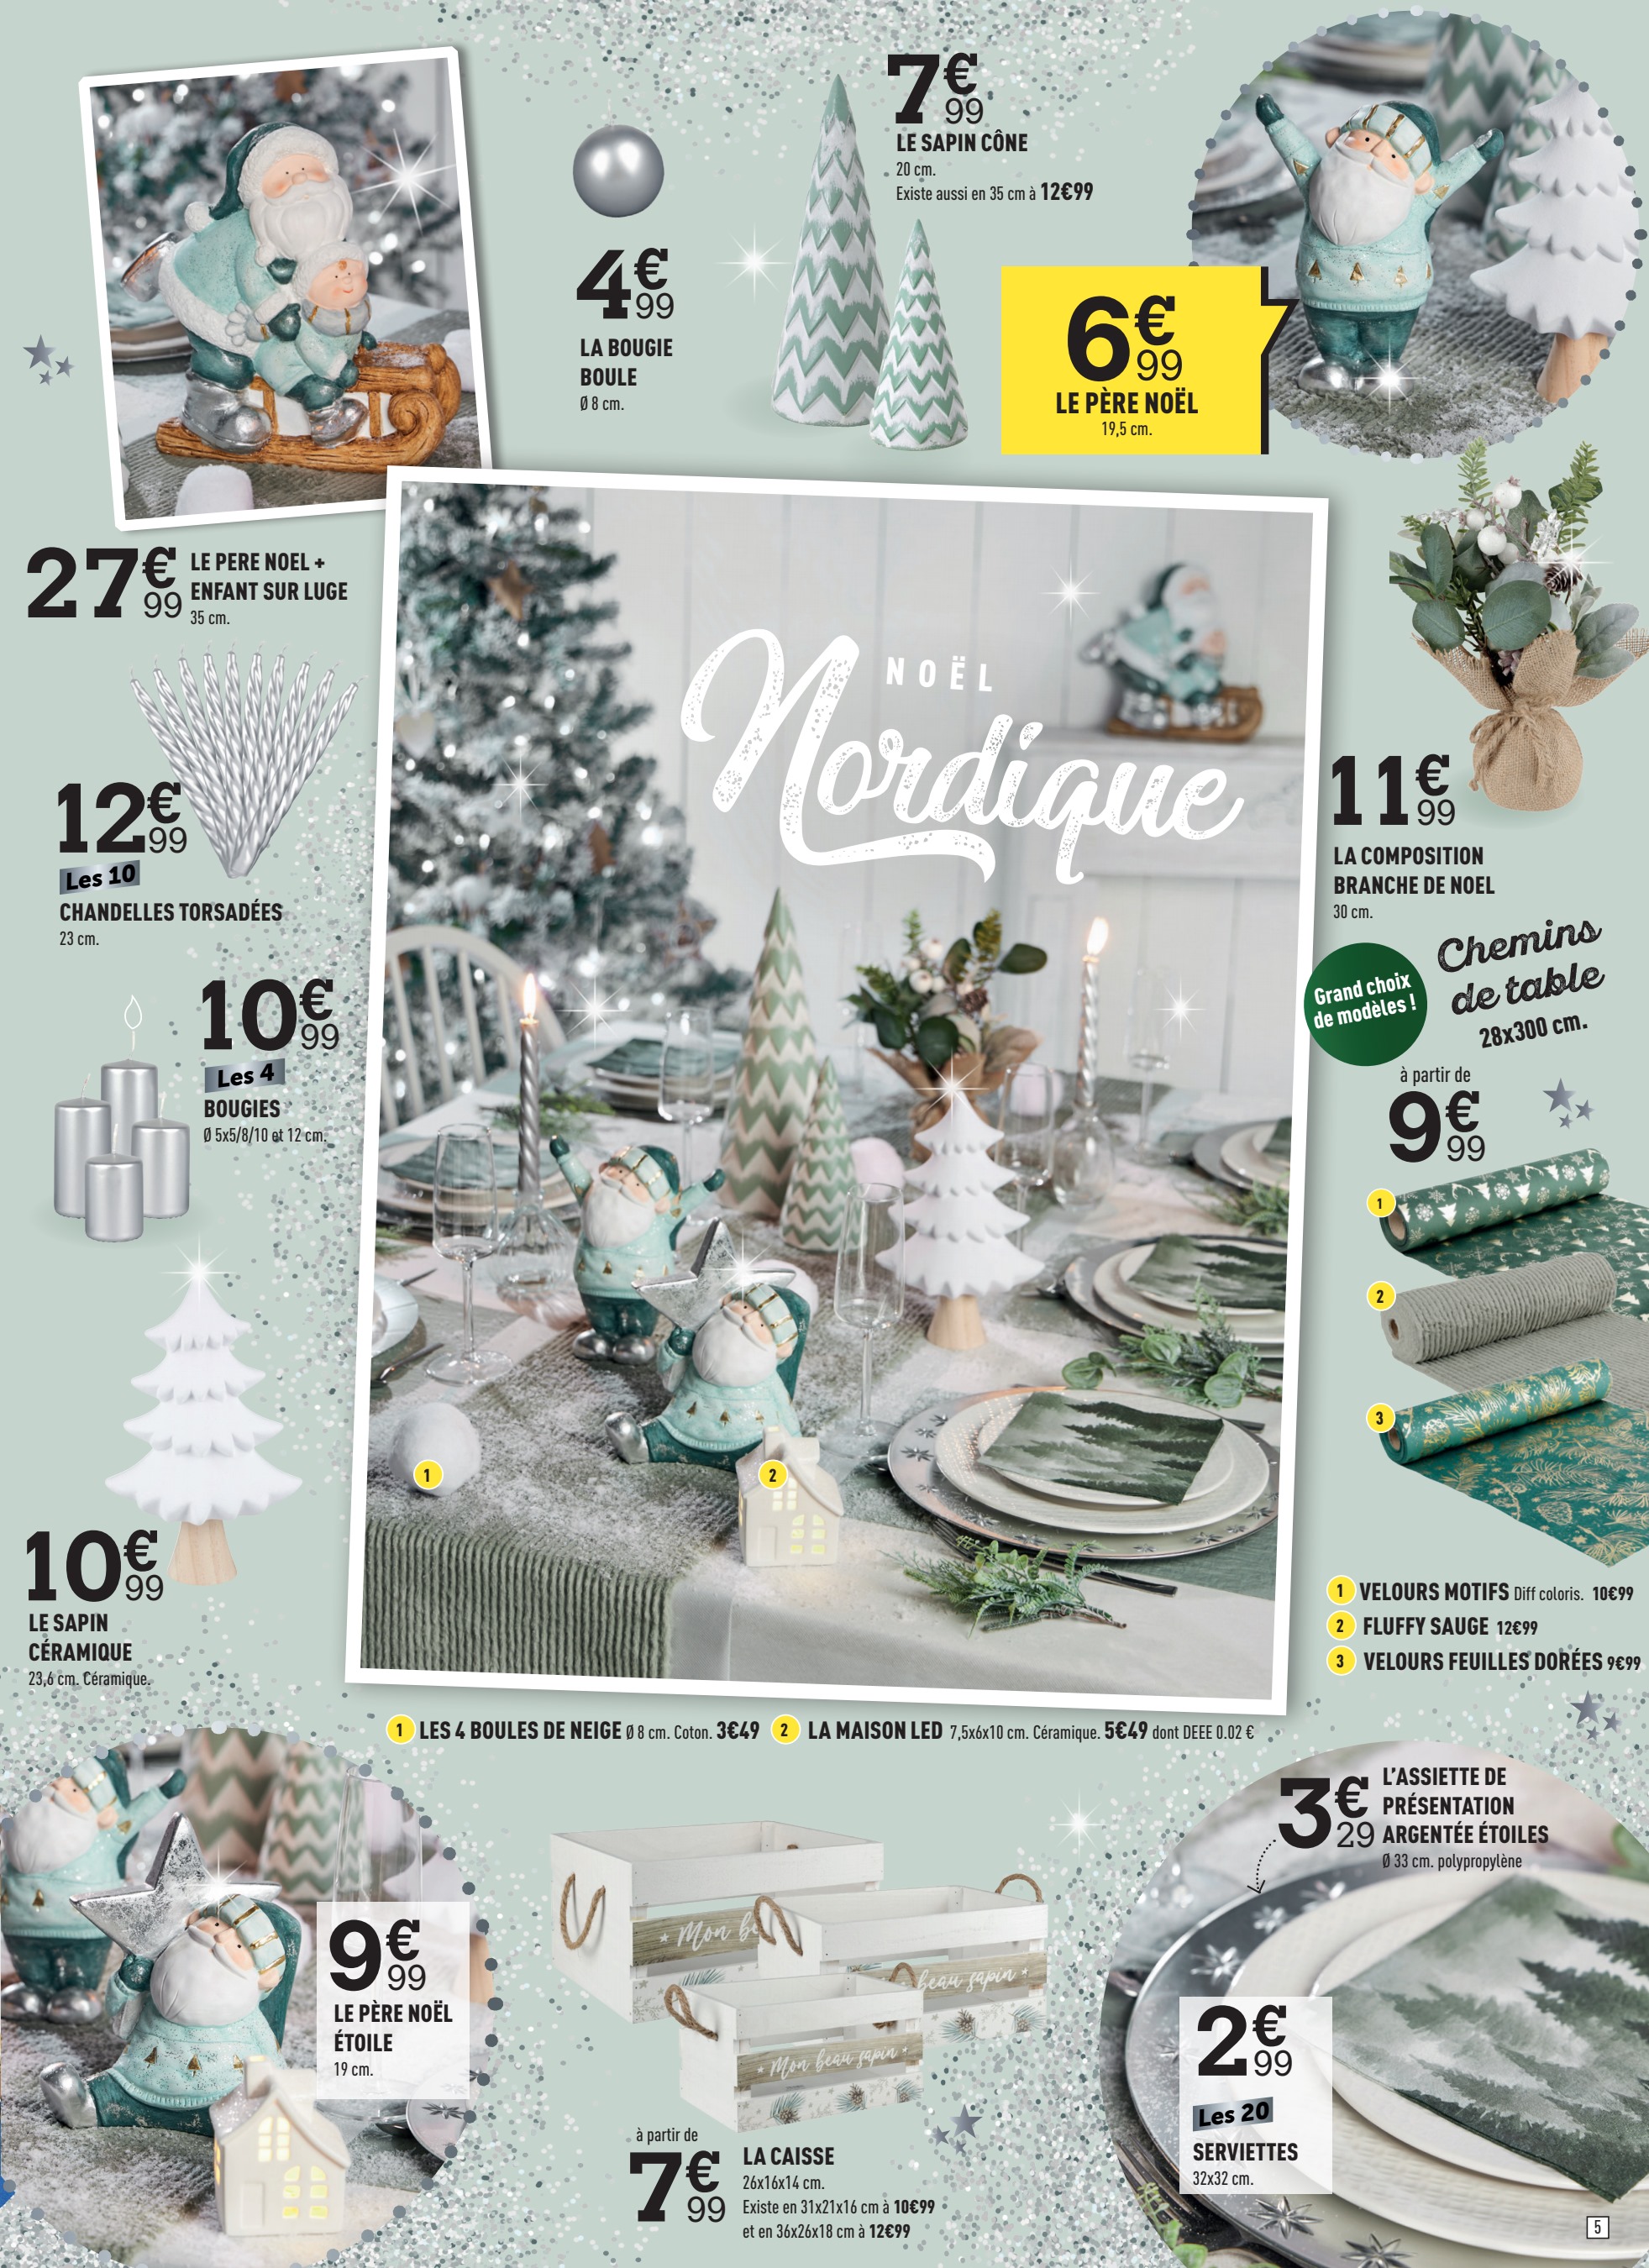 7€99
LE SAPIN CÔNE
20 cm.
Existe aussi en 35 cm à 12€99
4€99
LA BOUGIE
BOULE
Ø 8 cm.
6€99
LE PÈRE NOËL
19,5 cm.
27€99
LE PERE NOEL +
ENFANT SUR LUGE
35 cm.
NOËL
Nordique
12€99
Les 10
CHANDELLES TORSADÉES
23 cm.
10€99
Les 4
BOUGIES
Ø 5x5/8/10 et 12 cm.
10€99
LE SAPIN
CÉRAMIQUE
23,6 cm. Céramique.
11€99
LA COMPOSITION
BRANCHE DE NOEL
30 cm.
Grand choix
de modèles !
Chemins
de table
28x300 cm.
à partir de
9€99
1
2
3
1 VELOURS MOTIFS Diff coloris. 10€99
2 FLUFFY SAUGE 12€99
3 VELOURS FEUILLES DORÉES 9€99
1
2
1 LES 4 BOULES DE NEIGE Ø 8 cm. Coton. 3€49 2 LA MAISON LED 7,5x6x10 cm. Céramique. 5€49 dont DEEE 0.02 €
9€99
LE PÈRE NOËL
ÉTOILE
19 cm.
Mon be
beau sapin
Mon beau sapin
à partir de
7€99
LA CAISSE
26x16x14 cm.
Existe en 31x21x16 cm à 10€99
et en 36x26x18 cm à 12€99
3€29
L'ASSIETTE DE
PRÉSENTATION
ARGENTÉE ÉTOILES
Ø 33 cm. polypropylène
2€99
Les 20
SERVIETTES
32x32 cm.
5